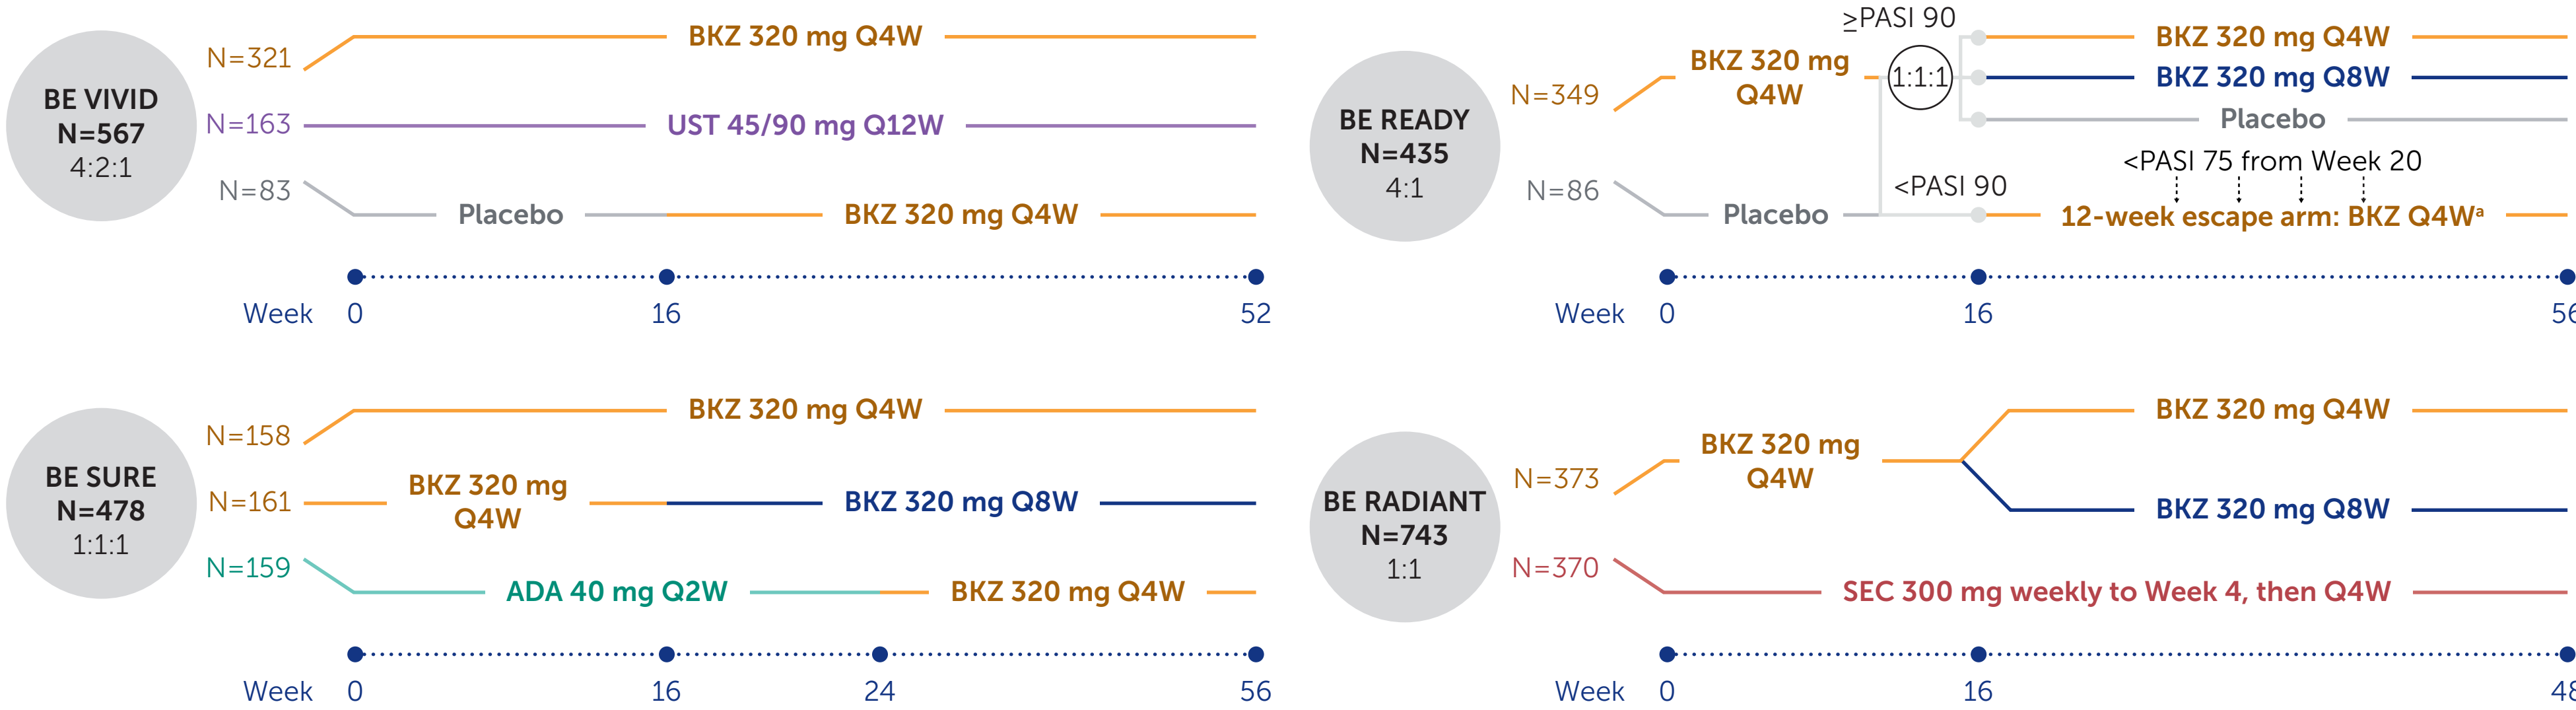 BE VIVID
N=567
4:2:1
N=321
BKZ 320 mg Q4W
N=163
UST 45/90 mg Q12W
N=83
Placebo
BKZ 320 mg Q4W
Week 0 16 52
BE READY
N=435
4:1
N=349
BKZ 320 mg
Q4W
≥PASI 90
1:1:1
BKZ 320 mg Q4W
BKZ 320 mg Q8W
Placebo
<PASI 75 from Week 20
N=86
Placebo
<PASI 90
12-week escape arm: BKZ Q4Wᵃ
Week 0 16 56
BE SURE
N=478
1:1:1
N=158
BKZ 320 mg Q4W
N=161
BKZ 320 mg
Q4W
BKZ 320 mg Q8W
N=159
ADA 40 mg Q2W
BKZ 320 mg Q4W
Week 0 16 24 56
BE RADIANT
N=743
1:1
N=373
BKZ 320 mg
Q4W
BKZ 320 mg Q4W
BKZ 320 mg Q8W
N=370
SEC 300 mg weekly to Week 4, then Q4W
Week 0 16 48